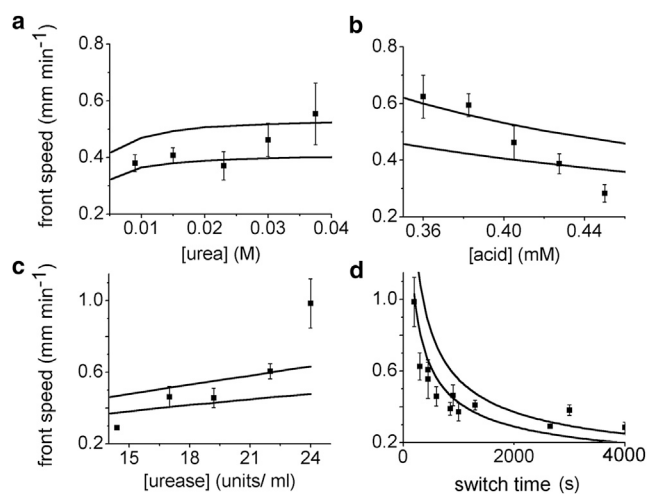 a
b
0.8
0.6
0.4
0.2
front speed (mm min⁻¹)
0.01 0.02 0.03 0.04
[urea] (M)
0.8
0.6
0.4
0.2
0.36 0.40 0.44
[acid] (mM)
c
d
1.0
0.6
0.2
front speed (mm min⁻¹)
15 18 21 24
[urease] (units/ ml)
1.0
0.6
0.2
0 2000 4000
switch time (s)